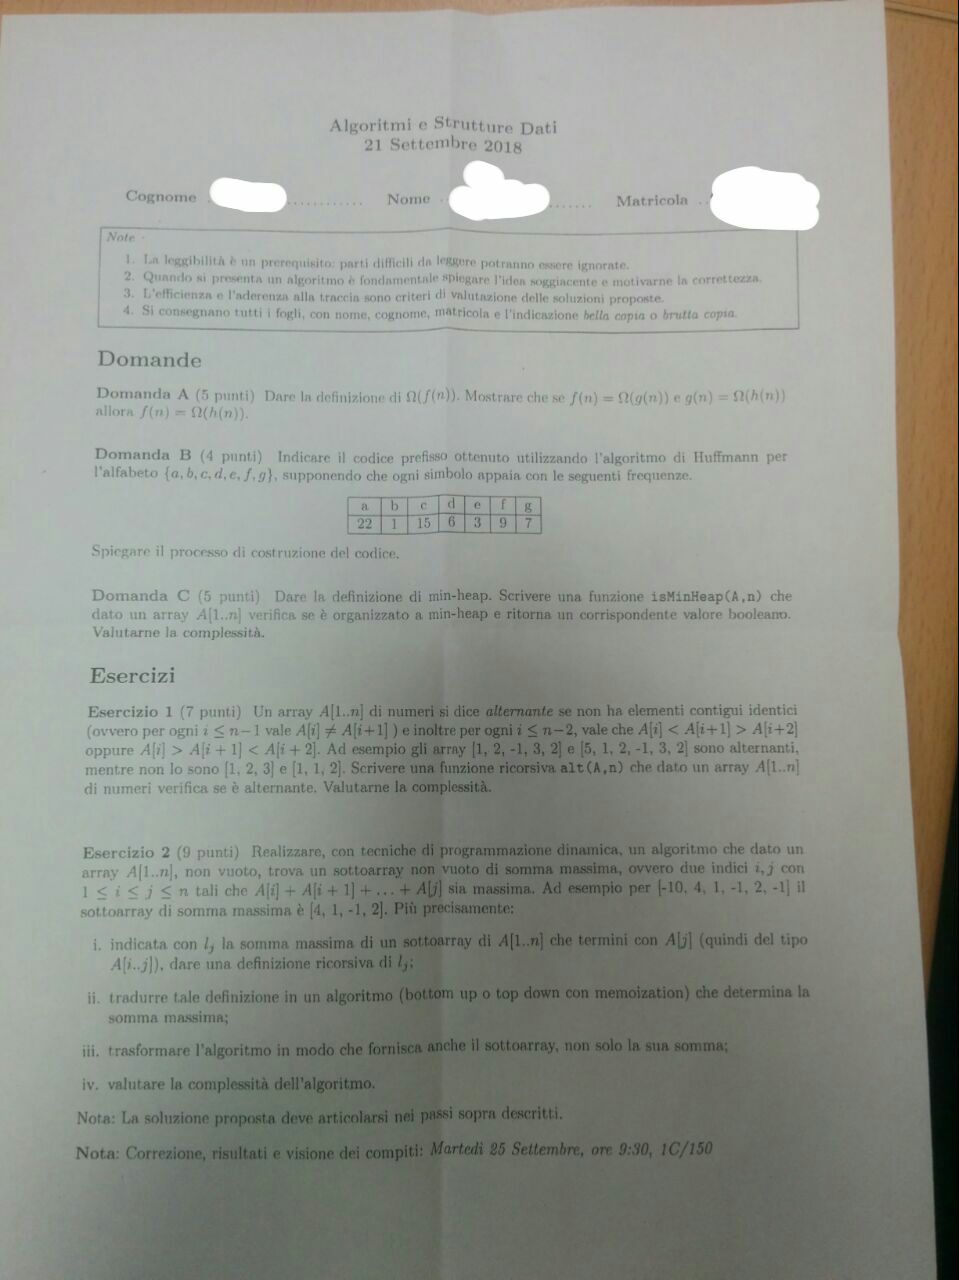 Algoritmi e Strutture Dati
21 Settembre 2018
Cognome ............ Nome ........ Matricola ..
Note
1. La leggibilità è un prerequisito: parti difficili da leggere potranno essere ignorate.
2. Quando si presenta un algoritmo è fondamentale spiegare l'idea soggiacente e motivarne la correttezza.
3. L'efficienza e l'aderenza alla traccia sono criteri di valutazione delle soluzioni proposte.
4. Si consegnano tutti i fogli, con nome, cognome, matricola e l'indicazione bella copia o brutta copia.
Domande
Domanda A (5 punti) Dare la definizione di Ω(f(n)). Mostrare che se f(n) = Ω(g(n)) e g(n) = Ω(h(n))
allora f(n) = Ω(h(n)).
Domanda B (4 punti) Indicare il codice prefisso ottenuto utilizzando l'algoritmo di Huffmann per
l'alfabeto {a, b, c, d, e, f, g}, supponendo che ogni simbolo appaia con le seguenti frequenze.
a b c d e f g
22 1 15 6 3 9 7
Spiegare il processo di costruzione del codice.
Domanda C (5 punti) Dare la definizione di min-heap. Scrivere una funzione isMinHeap(A,n) che
dato un array A[1..n] verifica se è organizzato a min-heap e ritorna un corrispondente valore booleano.
Valutarne la complessità.
Esercizi
Esercizio 1 (7 punti) Un array A[1..n] di numeri si dice alternante se non ha elementi contigui identici
(ovvero per ogni i ≤ n−1 vale A[i] ≠ A[i+1] ) e inoltre per ogni i ≤ n−2, vale che A[i] < A[i+1] > A[i+2]
oppure A[i] > A[i + 1] < A[i + 2]. Ad esempio gli array [1, 2, -1, 3, 2] e [5, 1, 2, -1, 3, 2] sono alternanti,
mentre non lo sono [1, 2, 3] e [1, 1, 2]. Scrivere una funzione ricorsiva alt(A,n) che dato un array A[1..n]
di numeri verifica se è alternante. Valutarne la complessità.
Esercizio 2 (9 punti) Realizzare, con tecniche di programmazione dinamica, un algoritmo che dato un
array A[1..n], non vuoto, trova un sottoarray non vuoto di somma massima, ovvero due indici i, j con
1 ≤ i ≤ j ≤ n tali che A[i] + A[i + 1] + ... + A[j] sia massima. Ad esempio per [-10, 4, 1, -1, 2, -1] il
sottoarray di somma massima è [4, 1, -1, 2]. Più precisamente:
i. indicata con lⱼ la somma massima di un sottoarray di A[1..n] che termini con A[j] (quindi del tipo
A[i..j]), dare una definizione ricorsiva di lⱼ;
ii. tradurre tale definizione in un algoritmo (bottom up o top down con memoization) che determina la
somma massima;
iii. trasformare l'algoritmo in modo che fornisca anche il sottoarray, non solo la sua somma;
iv. valutare la complessità dell'algoritmo.
Nota: La soluzione proposta deve articolarsi nei passi sopra descritti.
Nota: Correzione, risultati e visione dei compiti: Martedì 25 Settembre, ore 9:30, 1C/150